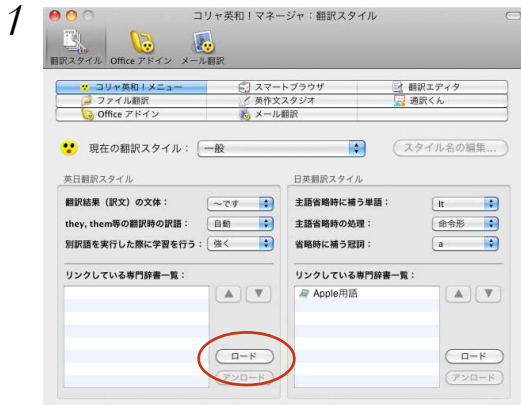 1
コリャ英和！マネージャ：翻訳スタイル
翻訳スタイル Office アドイン メール翻訳
コリャ英和！メニュー スマートブラウザ 翻訳エディタ
ファイル翻訳 英作文スタジオ 通訳くん
Office アドイン メール翻訳
現在の翻訳スタイル： 一般 スタイル名の編集...
英日翻訳スタイル 日英翻訳スタイル
翻訳結果（訳文）の文体： ～です 主語省略時に補う単語： It
they, them等の翻訳時の訳語： 自動 主語省略時の処理： 命令形
別訳語を実行した際に学習を行う： 強く 省略時に補う冠詞： a
リンクしている専門辞書一覧： リンクしている専門辞書一覧：
Apple用語
ロード ロード
アンロード アンロード